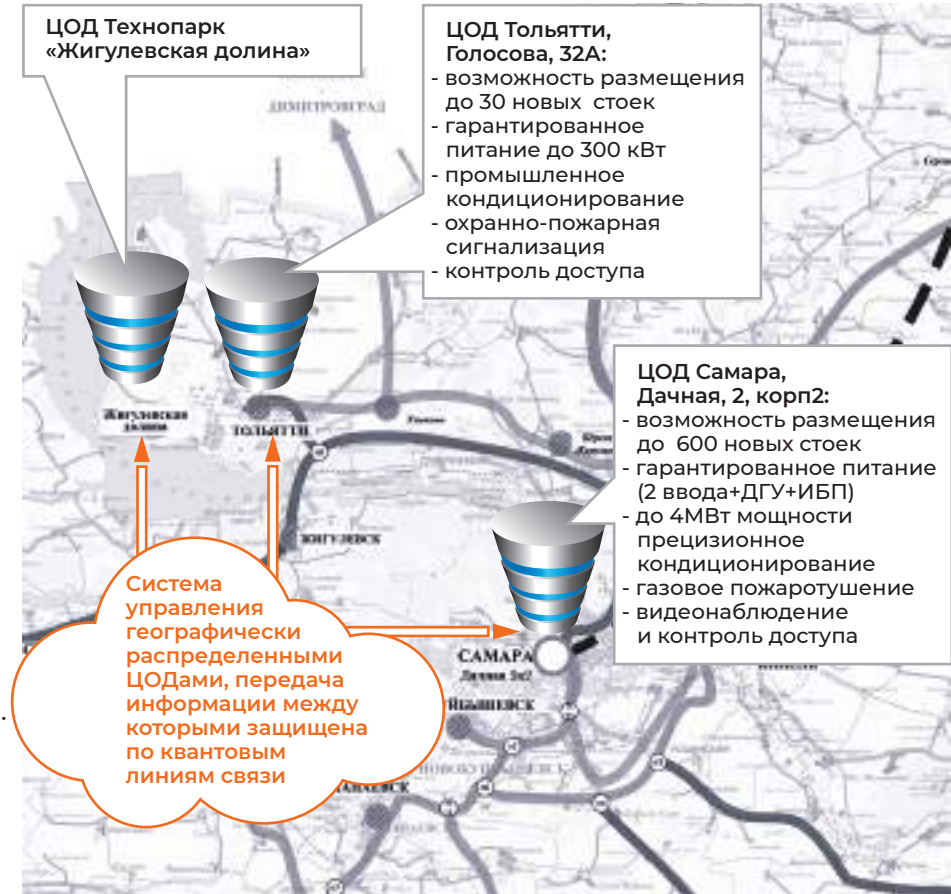 ЦОД Технопарк
«Жигулевская долина»
ЦОД Тольятти,
Голосова, 32А:
- возможность размещения
до 30 новых стоек
- гарантированное
питание до 300 кВт
- промышленное
кондиционирование
- охранно-пожарная
сигнализация
- контроль доступа
ДИМИТРОВГРАД
Жигулевская
долина
ТОЛЬЯТТИ
ЖИГУЛЕВСК
ЦОД Самара,
Дачная, 2, корп2:
- возможность размещения
до 600 новых стоек
- гарантированное питание
(2 ввода+ДГУ+ИБП)
- до 4МВт мощности
прецизионное
кондиционирование
- газовое пожаротушение
- видеонаблюдение
и контроль доступа
Система
управления
географически
распределенными
ЦОДами, передача
информации между
которыми защищена
по квантовым
линиям связи
САМАРА